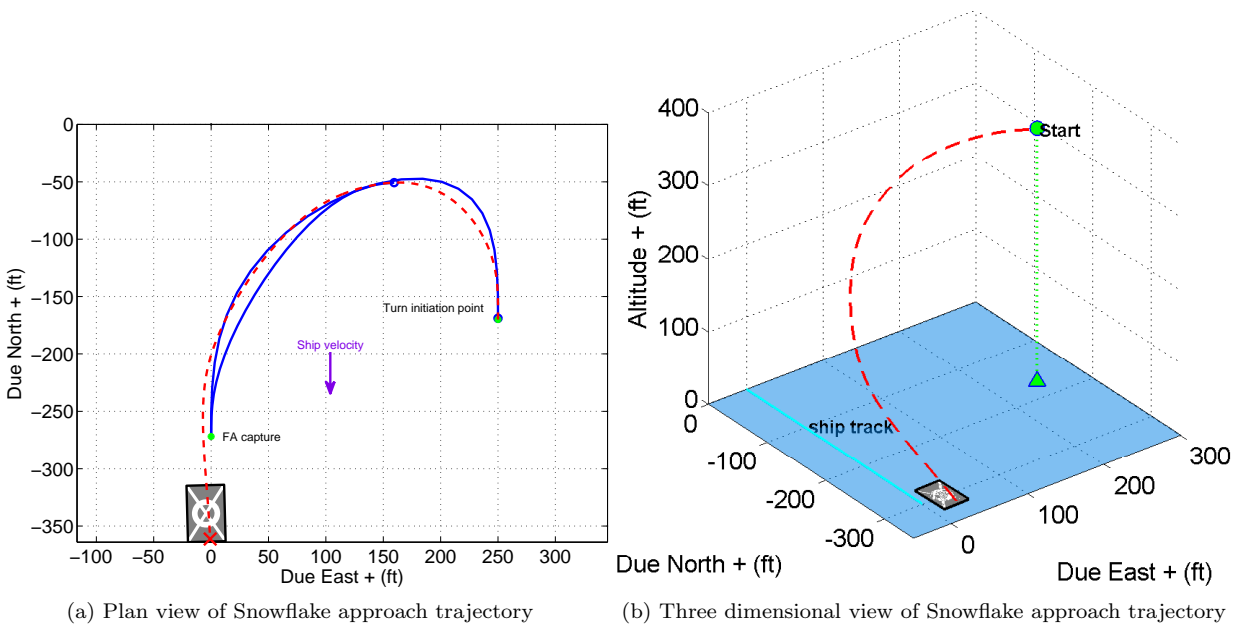 0
−50
−100
−150
−200
−250
−300
−350
Due North + (ft)
Turn initiation point
Ship velocity
FA capture
−100 −50 0 50 100 150 200 250 300
Due East + (ft)
(a) Plan view of Snowflake approach trajectory
400
300
200
100
0
Altitude + (ft)
Start
ship track
0
-100
-200
-300
Due North + (ft)
0
100
200
300
Due East + (ft)
(b) Three dimensional view of Snowflake approach trajectory